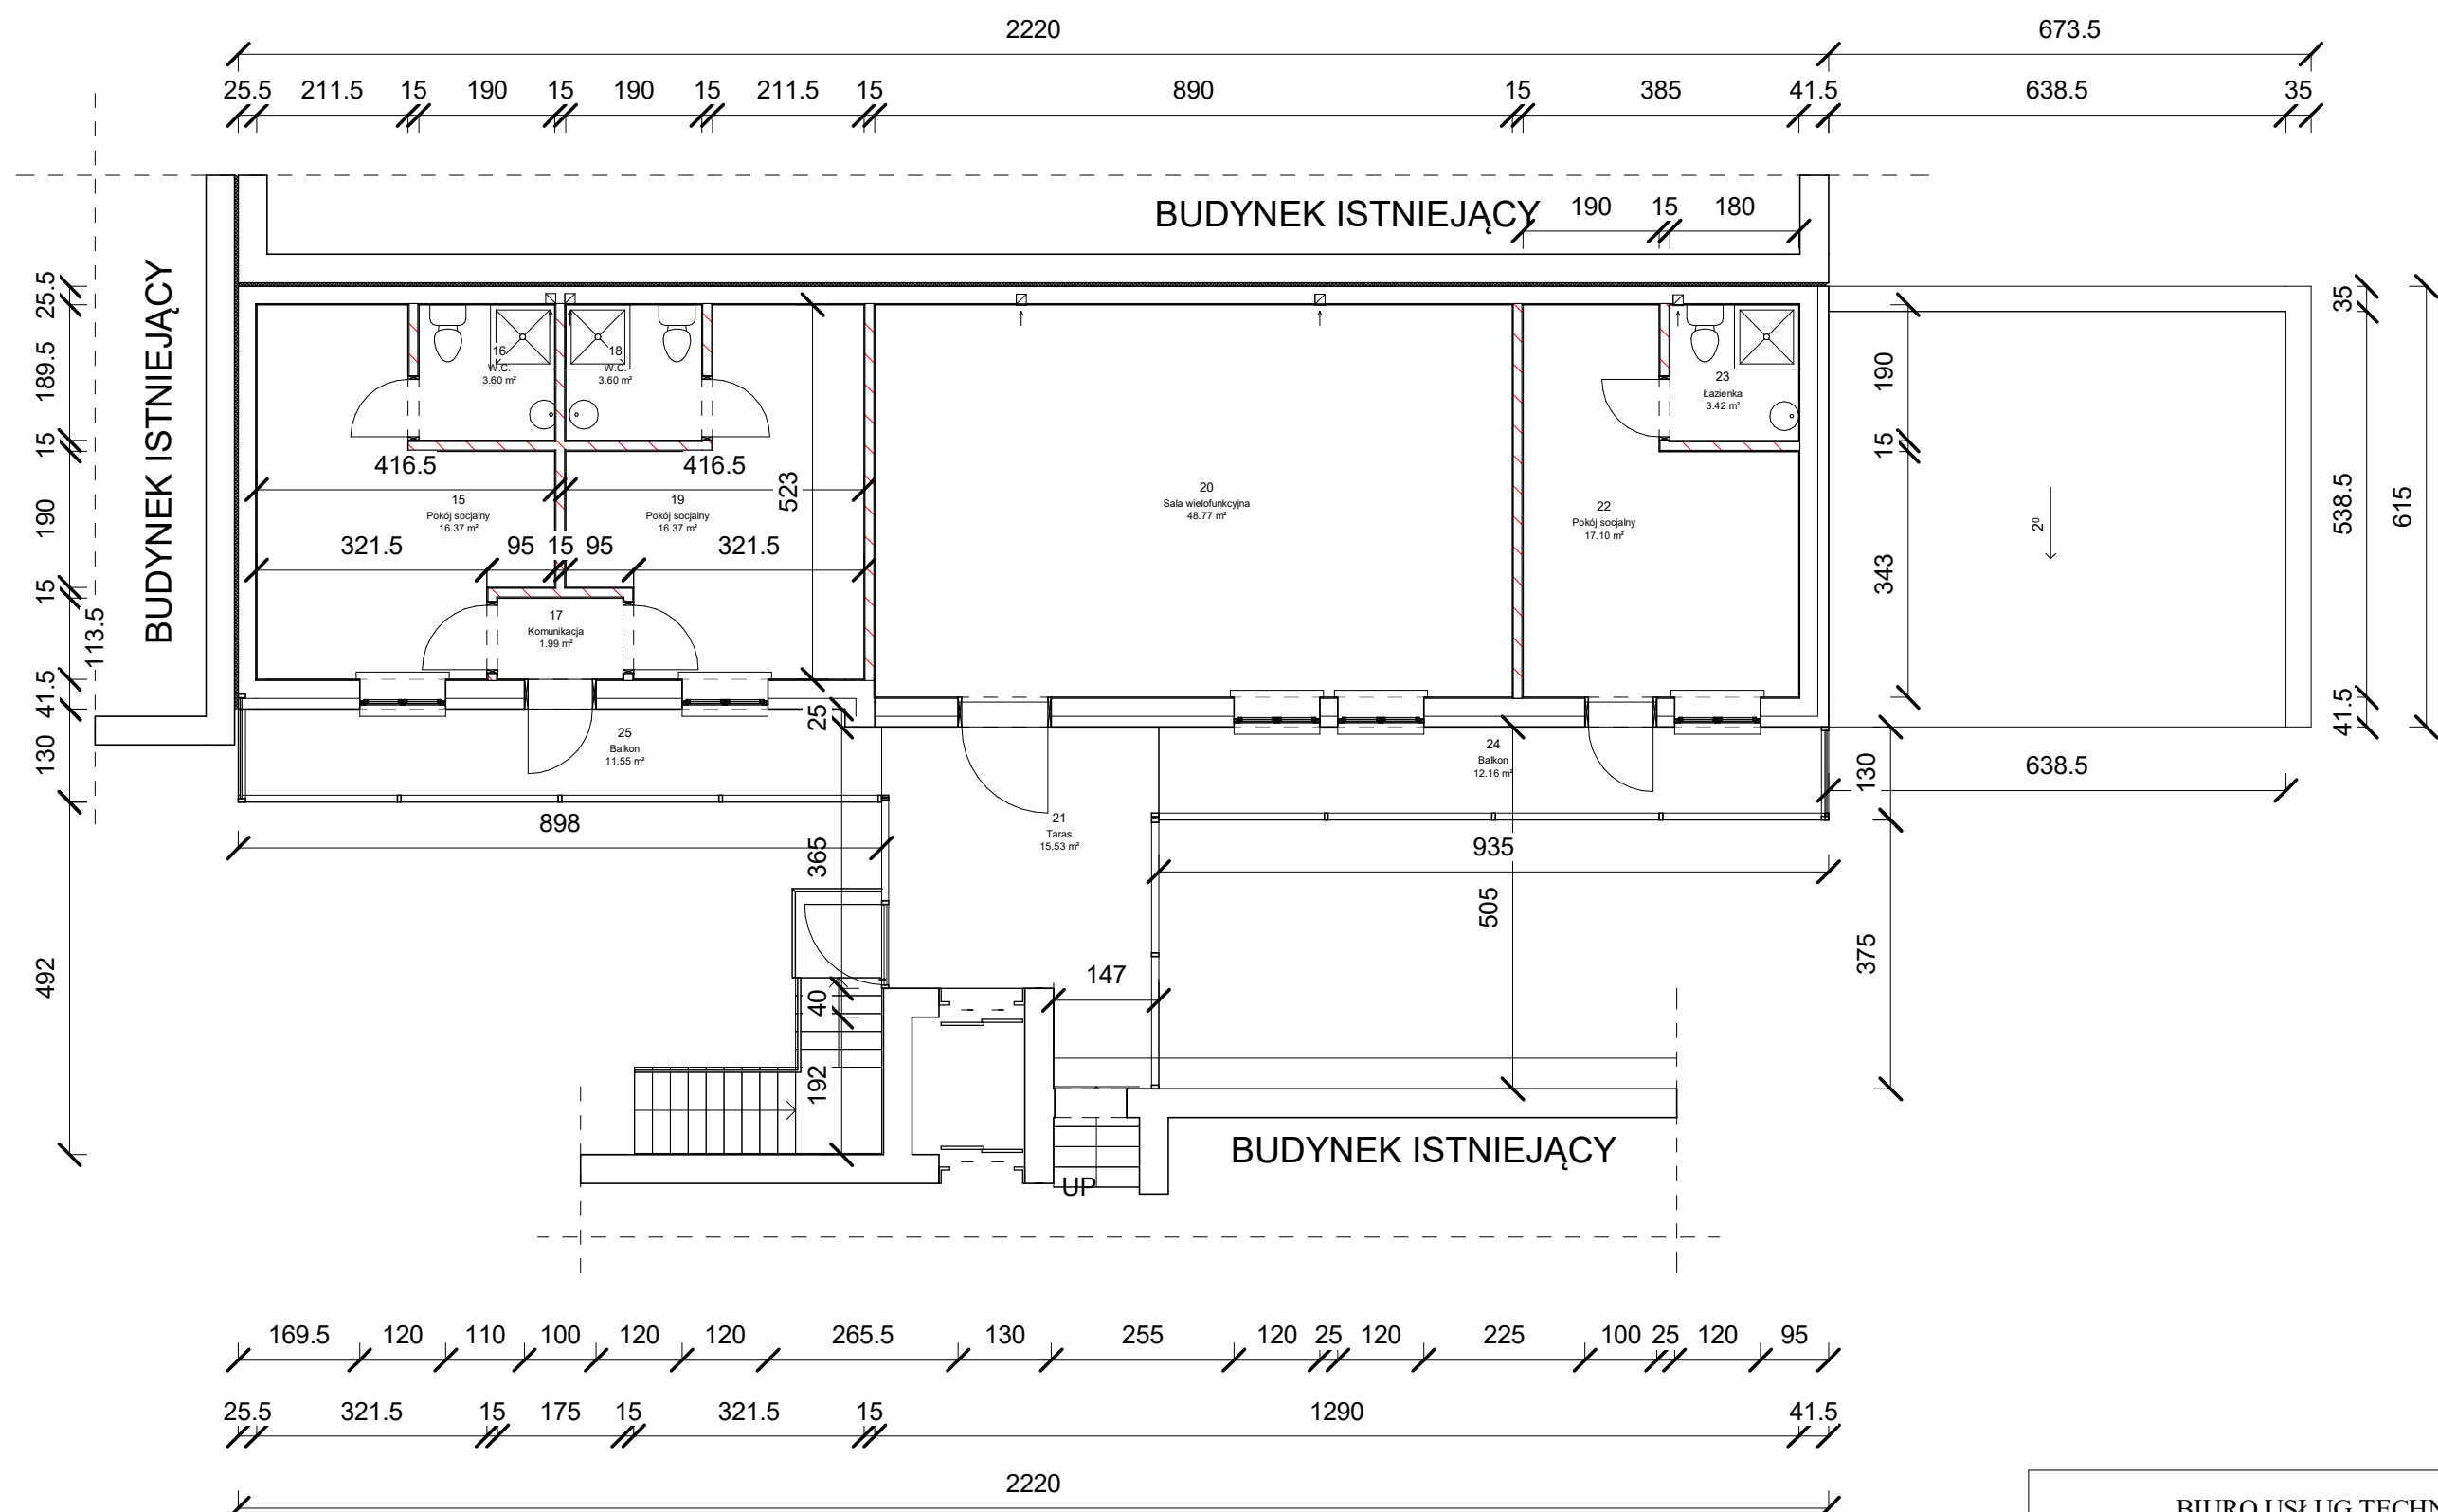 2220 673.5
25.5 211.5 15 190 15 190 15 211.5 15 890 15 385 41.5 638.5 35
BUDYNEK ISTNIEJĄCY
190 15 180
BUDYNEK ISTNIEJĄCY
25.5
189.5
15
190
15
113.5
41.5
130
492
16
W.C.
3.60 m²
18
W.C.
3.60 m²
23
Łazienka
3.42 m²
416.5 416.5
523
15
Pokój socjalny
16.37 m²
19
Pokój socjalny
16.37 m²
20
Sala wielofunkcyjna
48.77 m²
22
Pokój socjalny
17.10 m²
321.5 95 15 95 321.5
17
Komunikacja
1.99 m²
190
15
343
2⁰
35
538.5
41.5
615
25
25
Balkon
11.55 m²
24
Balkon
12.16 m²
130
638.5
21
Taras
15.53 m²
898
365
935
505
375
147
40
192
BUDYNEK ISTNIEJĄCY
UP
169.5 120 110 100 120 120 265.5 130 255 120 25 120 225 100 25 120 95
25.5 321.5 15 175 15 321.5 15 1290 41.5
2220
BIURO USŁUG TECHN